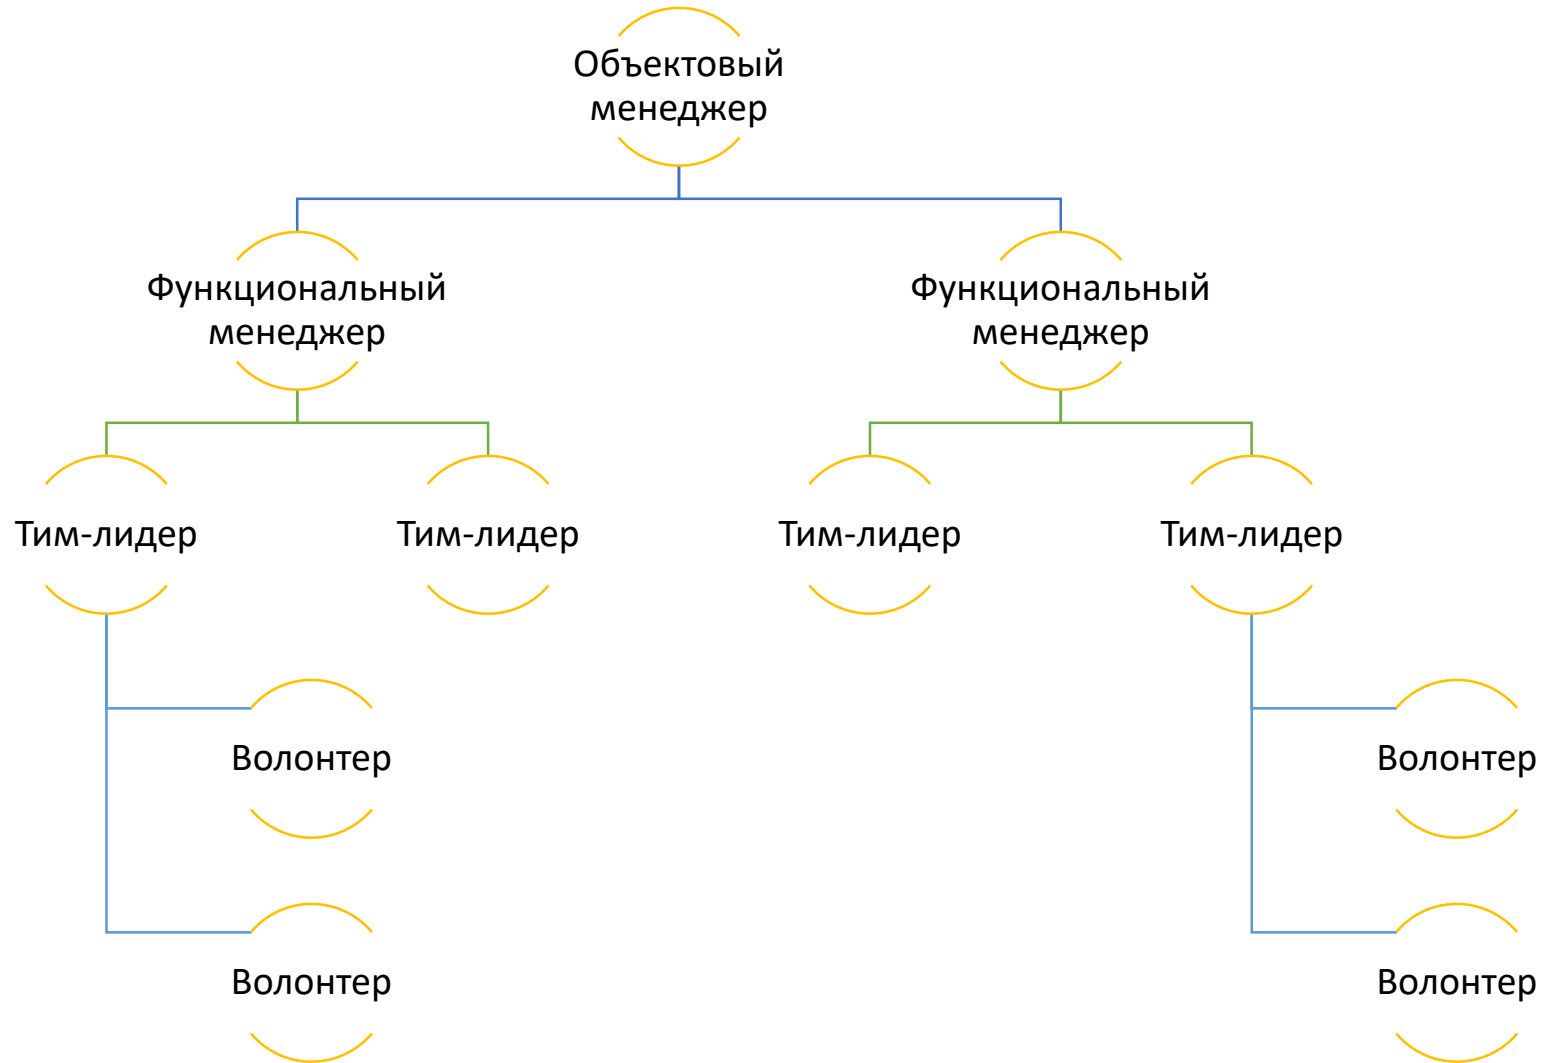 Объектовый
менеджер
Функциональный
менеджер
Функциональный
менеджер
Тим-лидер
Тим-лидер
Тим-лидер
Тим-лидер
Волонтер
Волонтер
Волонтер
Волонтер